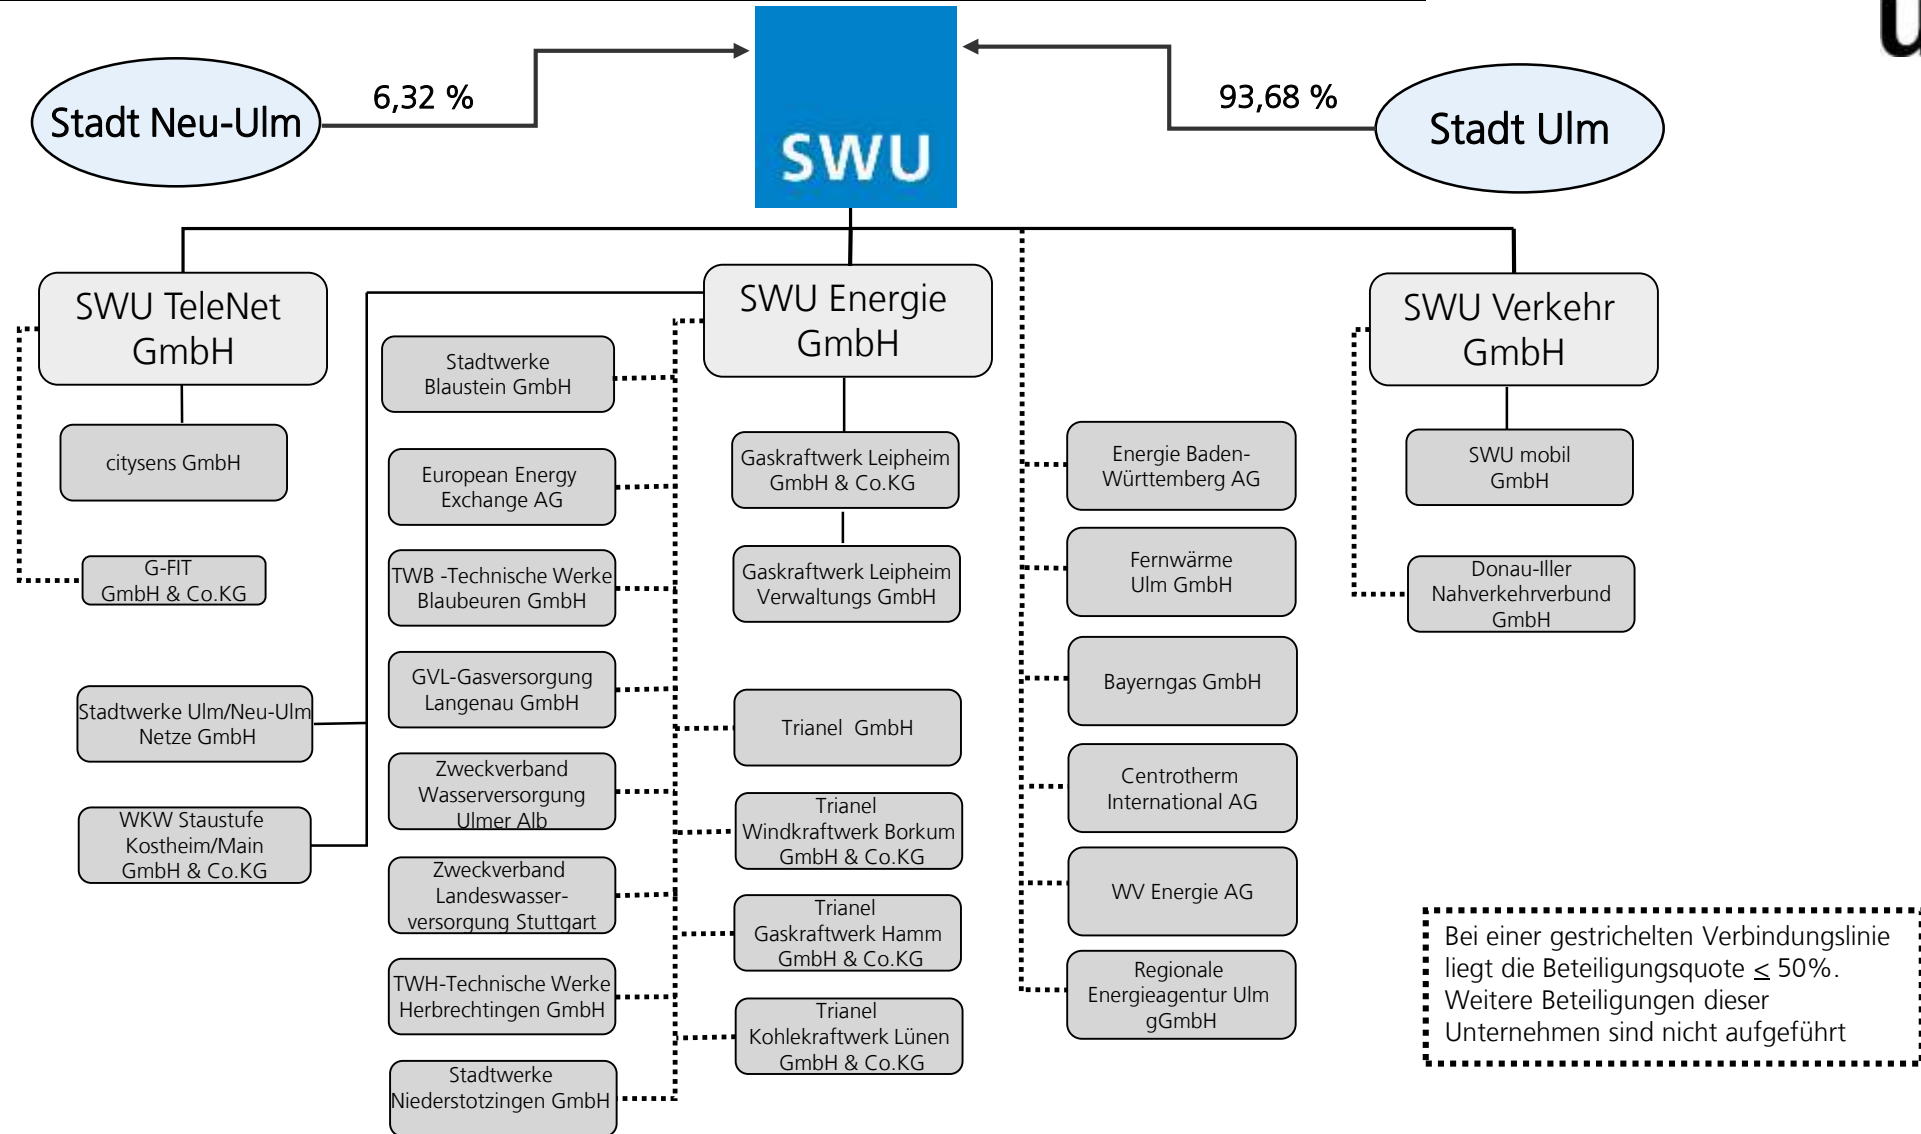 Stadt Neu-Ulm
6,32 %
SWU
93,68 %
Stadt Ulm
SWU TeleNet
GmbH
citysens GmbH
G-FIT
GmbH & Co.KG
Stadtwerke Ulm/Neu-Ulm
Netze GmbH
WKW Staustufe
Kostheim/Main
GmbH & Co.KG
SWU Energie
GmbH
Stadtwerke
Blaustein GmbH
European Energy
Exchange AG
TWB -Technische Werke
Blaubeuren GmbH
GVL-Gasversorgung
Langenau GmbH
Zweckverband
Wasserversorgung
Ulmer Alb
Zweckverband
Landeswasser-
versorgung Stuttgart
TWH-Technische Werke
Herbrechtingen GmbH
Stadtwerke
Niederstotzingen GmbH
Gaskraftwerk Leipheim
GmbH & Co.KG
Gaskraftwerk Leipheim
Verwaltungs GmbH
Trianel GmbH
Trianel
Windkraftwerk Borkum
GmbH & Co.KG
Trianel
Gaskraftwerk Hamm
GmbH & Co.KG
Trianel
Kohlekraftwerk Lünen
GmbH & Co.KG
Energie Baden-
Württemberg AG
Fernwärme
Ulm GmbH
Bayerngas GmbH
Centrotherm
International AG
WV Energie AG
Regionale
Energieagentur Ulm
gGmbH
SWU Verkehr
GmbH
SWU mobil
GmbH
Donau-Iller
Nahverkehrverbund
GmbH
Bei einer gestrichelten Verbindungslinie
liegt die Beteiligungsquote ≤ 50%.
Weitere Beteiligungen dieser
Unternehmen sind nicht aufgeführt